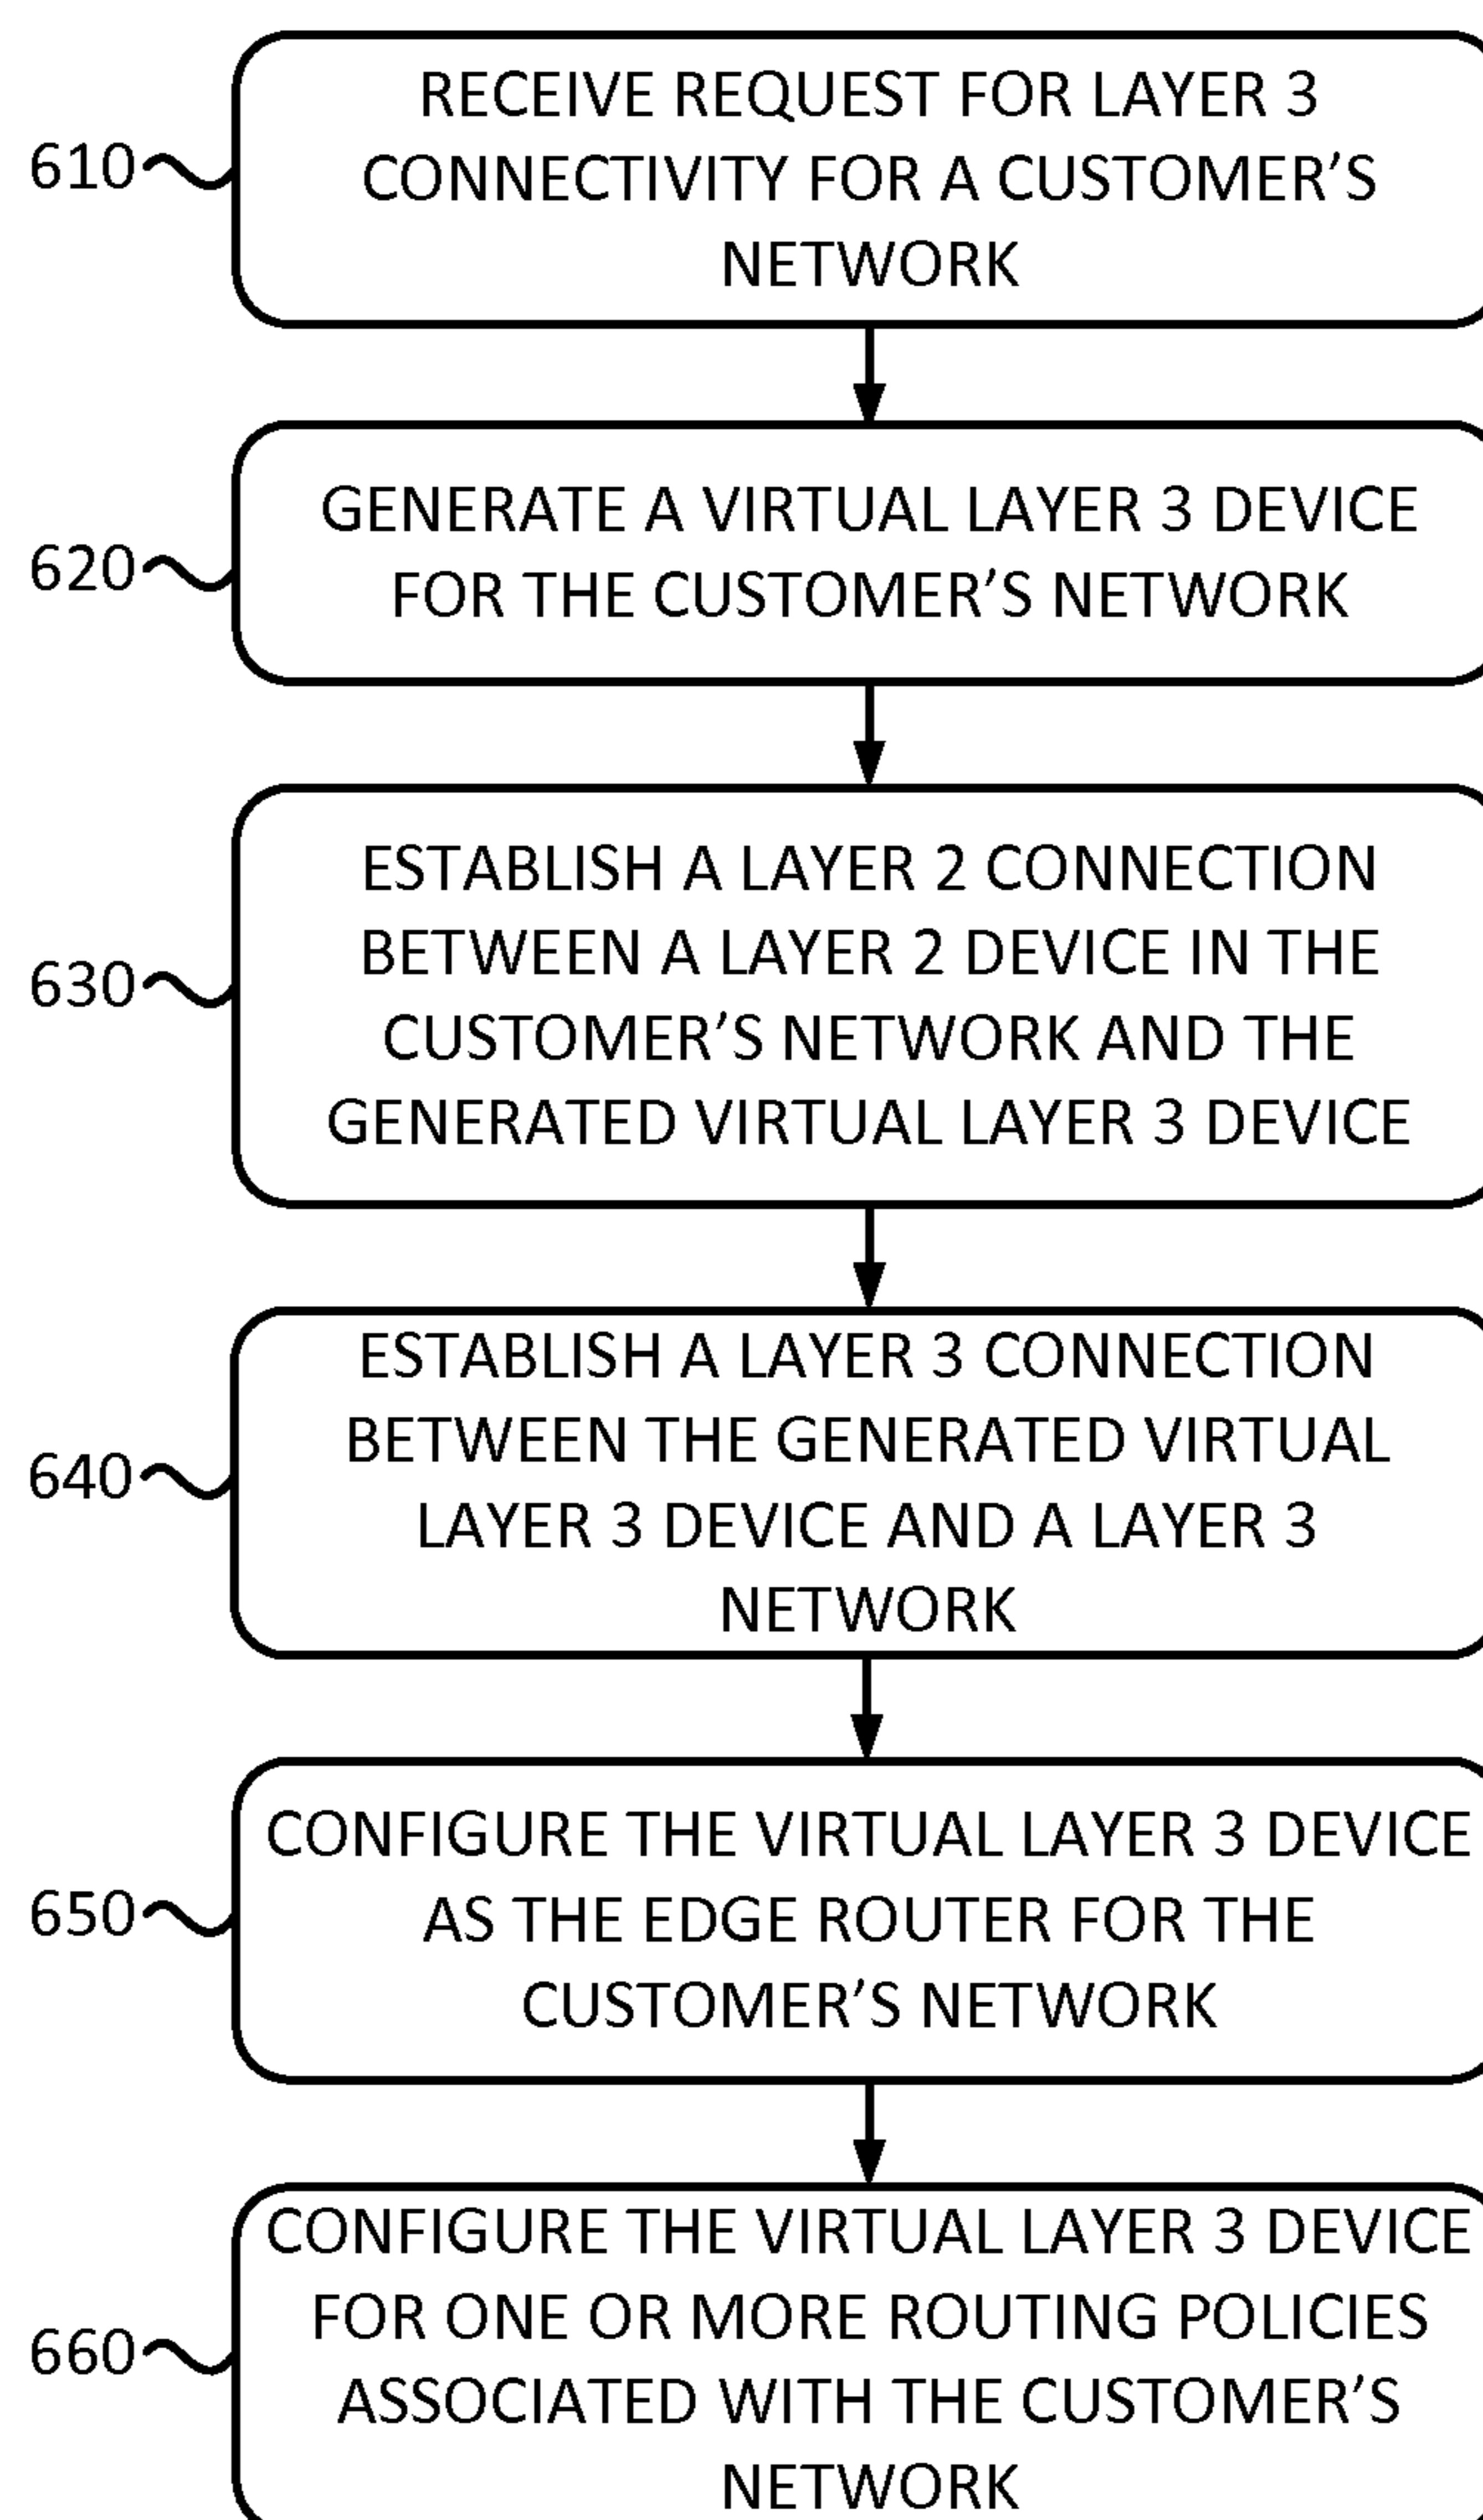 RECEIVE REQUEST FOR LAYER 3
610
CONNECTIVITY FOR A CUSTOMER’S
NETWORK
GENERATE A VIRTUAL LAYER 3 DEVICE
620
FOR THE CUSTOMER’S NETWORK
ESTABLISH A LAYER 2 CONNECTION
BETWEEN A LAYER 2 DEVICE IN THE
630
CUSTOMER’S NETWORK AND THE
GENERATED VIRTUAL LAYER 3 DEVICE
ESTABLISH A LAYER 3 CONNECTION
BETWEEN THE GENERATED VIRTUAL
640
LAYER 3 DEVICE AND A LAYER 3
NETWORK
CONFIGURE THE VIRTUAL LAYER 3 DEVICE
650
AS THE EDGE ROUTER FOR THE
CUSTOMER’S NETWORK
CONFIGURE THE VIRTUAL LAYER 3 DEVICE
FOR ONE OR MORE ROUTING POLICIES
660
ASSOCIATED WITH THE CUSTOMER’S
NETWORK